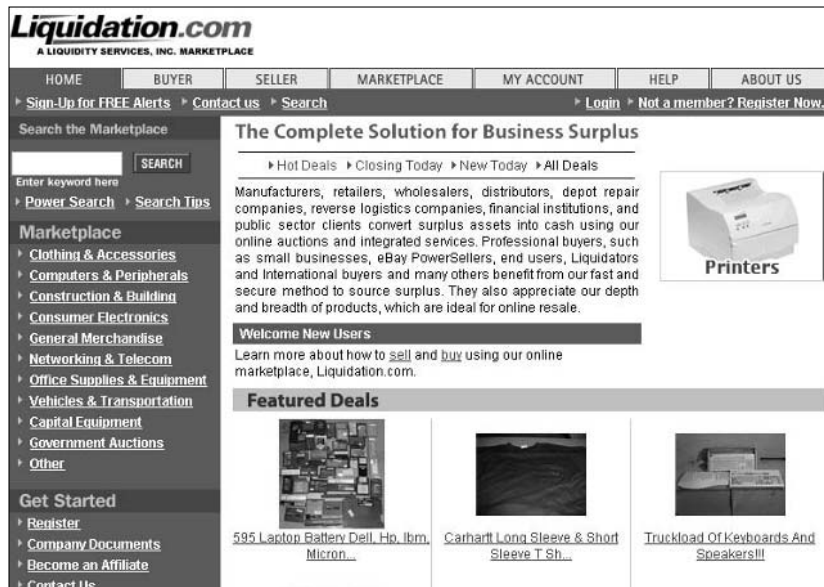 Liquidation.com
A LIQUIDITY SERVICES, INC. MARKETPLACE
HOME BUYER SELLER MARKETPLACE MY ACCOUNT HELP ABOUT US
Sign-Up for FREE Alerts Contact us Search Login Not a member? Register Now.
Search the Marketplace
SEARCH
Enter keyword here
Power Search Search Tips
Marketplace
Clothing & Accessories
Computers & Peripherals
Construction & Building
Consumer Electronics
General Merchandise
Networking & Telecom
Office Supplies & Equipment
Vehicles & Transportation
Capital Equipment
Government Auctions
Other
Get Started
Register
Company Documents
Become an Affiliate
Contact Us
The Complete Solution for Business Surplus
Hot Deals Closing Today New Today All Deals
Manufacturers, retailers, wholesalers, distributors, depot repair
companies, reverse logistics companies, financial institutions, and
public sector clients convert surplus assets into cash using our
online auctions and integrated services. Professional buyers, such
as small businesses, eBay PowerSellers, end users, Liquidators
and International buyers and many others benefit from our fast and
secure method to source surplus. They also appreciate our depth
and breadth of products, which are ideal for online resale.
Printers
Welcome New Users
Learn more about how to sell and buy using our online
marketplace, Liquidation.com.
Featured Deals
595 Laptop Battery Dell, Hp, Ibm,
Micron...
Carhartt Long Sleeve & Short
Sleeve T Sh...
Truckload Of Keyboards And
Speakers!!!